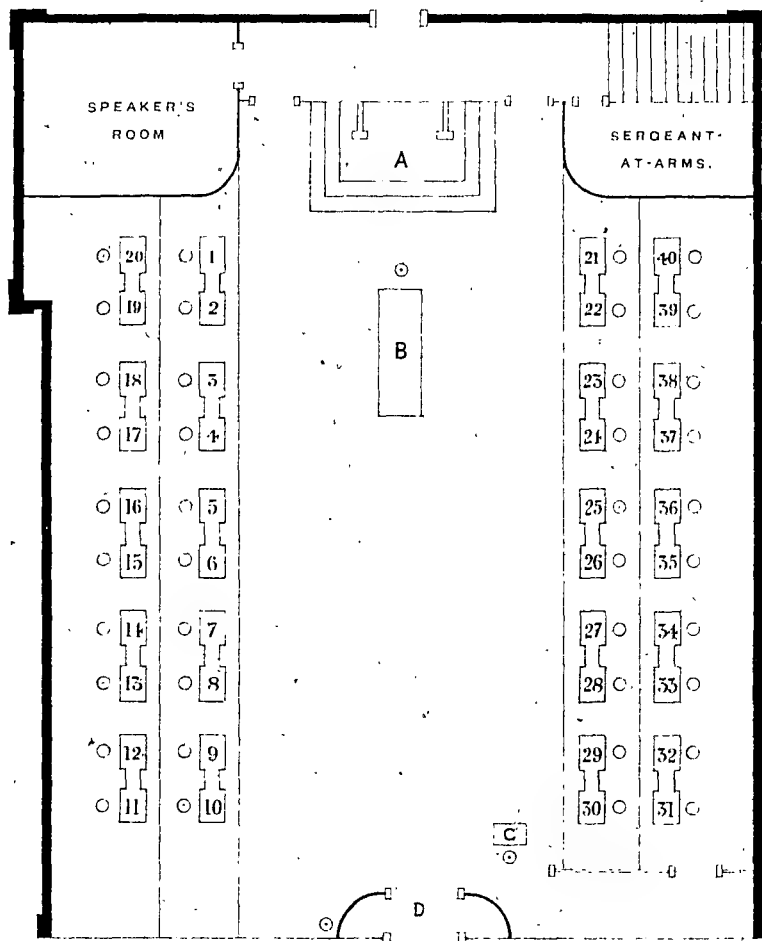 SPEAKER'S
ROOM
A
SERGEANT-
AT-ARMS.
20 1 21 40
19 2 22 39
B
18 3 23 38
17 4 24 37
16 5 25 36
15 6 26 35
14 7 27 34
13 8 28 33
12 9 29 32
11 10 30 31
C
D